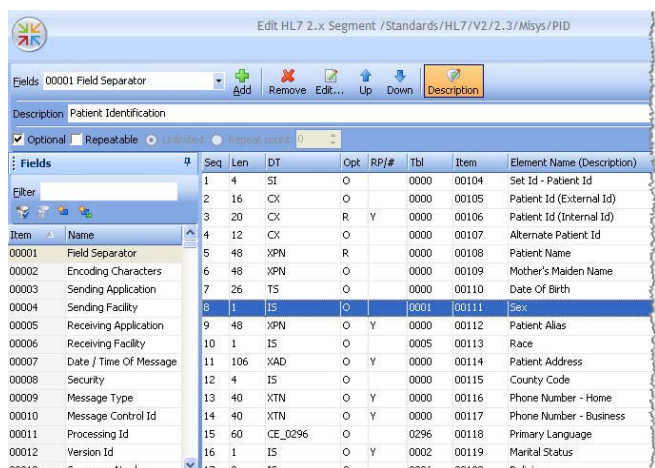 Edit HL7 2.x Segment /Standards/HL7/V2/2.3/Misys/PID
Fields 00001 Field Separator Add Remove Edit... Up Down Description
Description Patient Identification
Optional Repeatable Unlimited Repeat count 0
Fields
Filter
Item Name
00001 Field Separator
00002 Encoding Characters
00003 Sending Application
00004 Sending Facility
00005 Receiving Application
00006 Receiving Facility
00007 Date / Time Of Message
00008 Security
00009 Message Type
00010 Message Control Id
00011 Processing Id
00012 Version Id
Seq Len DT Opt RP/# Tbl Item Element Name (Description)
1 4 SI O 0000 00104 Set Id - Patient Id
2 16 CX O 0000 00105 Patient Id (External Id)
3 20 CX R Y 0000 00106 Patient Id (Internal Id)
4 12 CX O 0000 00107 Alternate Patient Id
5 48 XPN R 0000 00108 Patient Name
6 48 XPN O 0000 00109 Mother's Maiden Name
7 26 TS O 0000 00110 Date Of Birth
8 1 IS O 0001 00111 Sex
9 48 XPN O Y 0000 00112 Patient Alias
10 1 IS O 0005 00113 Race
11 106 XAD O Y 0000 00114 Patient Address
12 4 IS O 0000 00115 County Code
13 40 XTN O Y 0000 00116 Phone Number - Home
14 40 XTN O Y 0000 00117 Phone Number - Business
15 60 CE_0296 O 0296 00118 Primary Language
16 1 IS O Y 0002 00119 Marital Status